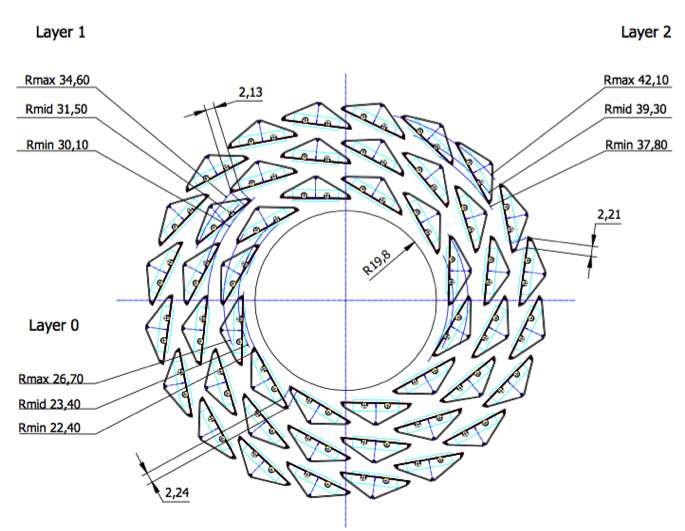 Layer 1
Layer 2
Rmax 34,60
Rmid 31,50
Rmin 30,10
2,13
Rmax 42,10
Rmid 39,30
Rmin 37,80
2,21
R19,8
Layer 0
Rmax 26,70
Rmid 23,40
Rmin 22,40
2,24